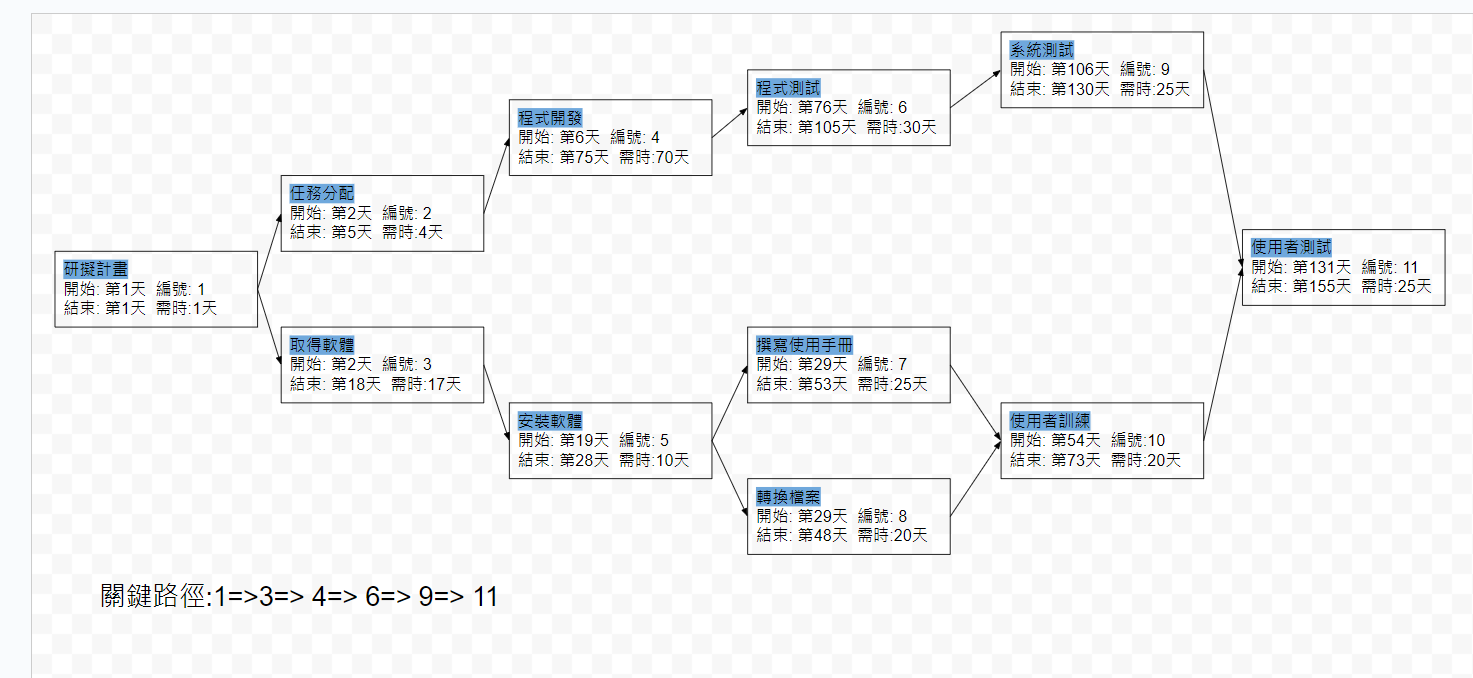 研擬計畫
開始: 第1天 編號: 1
結束: 第1天 需時:1天
任務分配
開始: 第2天 編號: 2
結束: 第5天 需時:4天
取得軟體
開始: 第2天 編號: 3
結束: 第18天 需時:17天
程式開發
開始: 第6天 編號: 4
結束: 第75天 需時:70天
安裝軟體
開始: 第19天 編號: 5
結束: 第28天 需時:10天
程式測試
開始: 第76天 編號: 6
結束: 第105天 需時:30天
撰寫使用手冊
開始: 第29天 編號: 7
結束: 第53天 需時:25天
轉換檔案
開始: 第29天 編號: 8
結束: 第48天 需時:20天
系統測試
開始: 第106天 編號: 9
結束: 第130天 需時:25天
使用者訓練
開始: 第54天 編號:10
結束: 第73天 需時:20天
使用者測試
開始: 第131天 編號: 11
結束: 第155天 需時:25天
關鍵路徑:1=>3=> 4=> 6=> 9=> 11